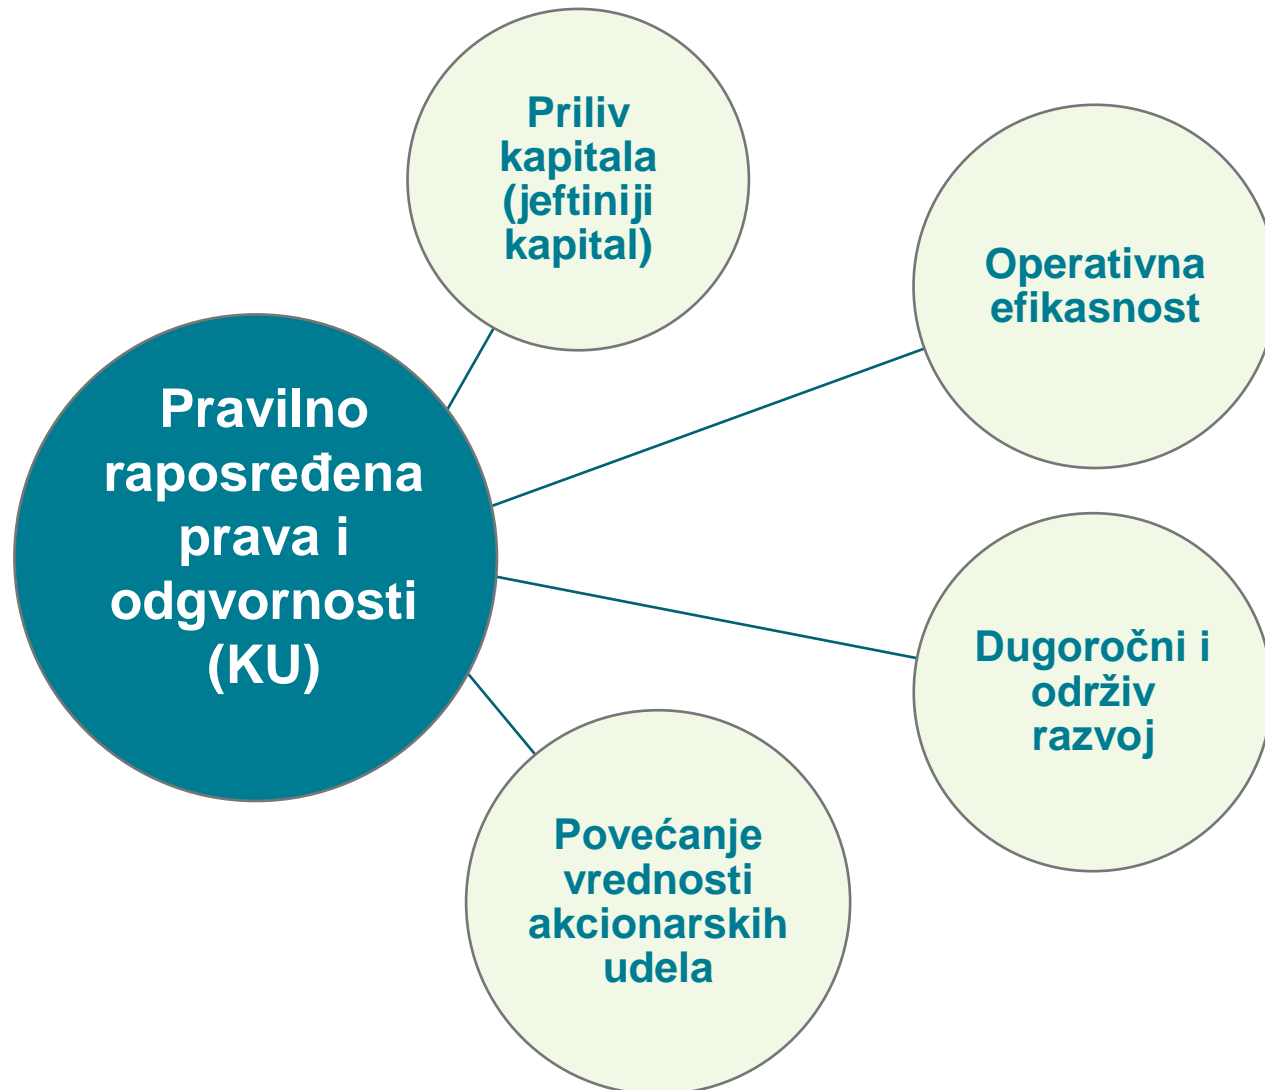 Priliv
kapitala
(jeftiniji
kapital)
Operativna
efikasnost
Pravilno
raposređena
prava i
odgvornosti
(KU)
Dugoročni i
održiv
razvoj
Povećanje
vrednosti
akcionarskih
udela